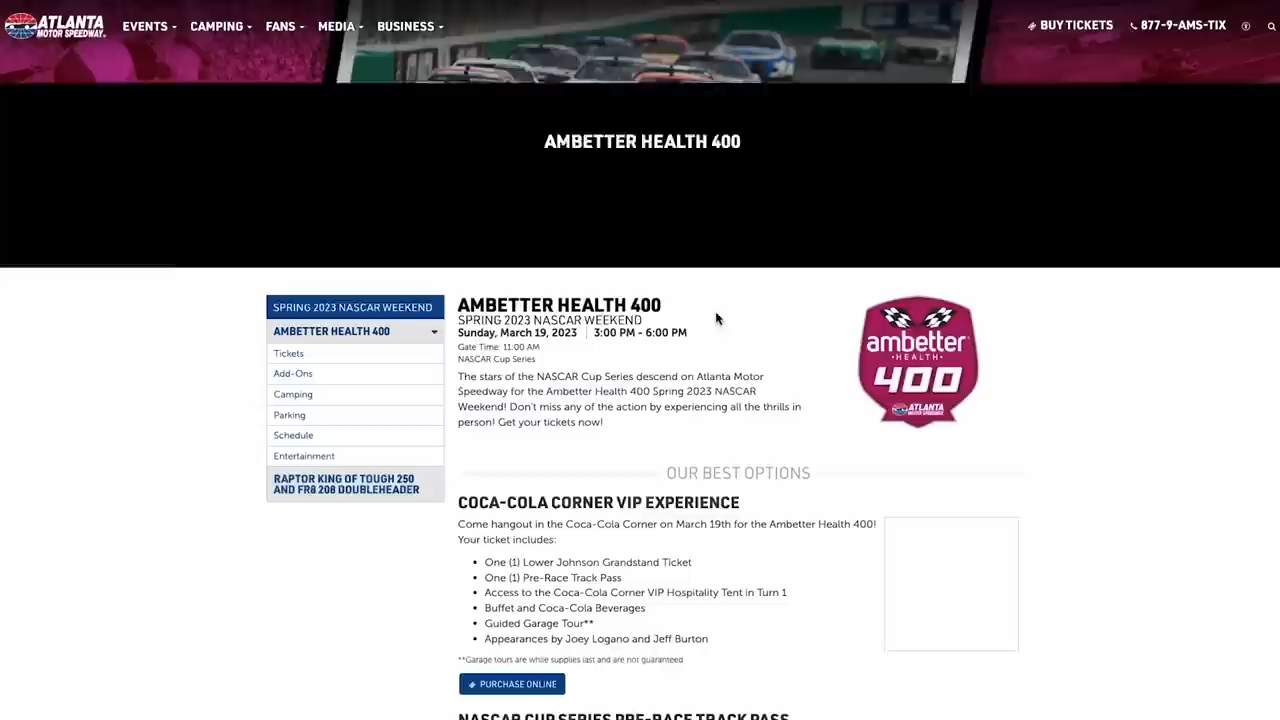 ATLANTA
MOTOR SPEEDWAY
EVENTS
CAMPING
FANS
MEDIA
BUSINESS
BUY TICKETS
877-9-AMS-TIX
AMBETTER HEALTH 400
SPRING 2023 NASCAR WEEKEND
AMBETTER HEALTH 400
Tickets
Add-Ons
Camping
Parking
Schedule
Entertainment
RAPTOR KING OF TOUGH 250
AND FR8 208 DOUBLEHEADER
AMBETTER HEALTH 400
SPRING 2023 NASCAR WEEKEND
Sunday, March 19, 2023 | 3:00 PM - 6:00 PM
Gate Time: 11:00 AM
NASCAR Cup Series
The stars of the NASCAR Cup Series descend on Atlanta Motor
Speedway for the Ambetter Health 400 Spring 2023 NASCAR
Weekend! Don't miss any of the action by experiencing all the thrills in
person! Get your tickets now!
ambetter
HEALTH
400
ATLANTA
MOTOR SPEEDWAY
OUR BEST OPTIONS
COCA-COLA CORNER VIP EXPERIENCE
Come hangout in the Coca-Cola Corner on March 19th for the Ambetter Health 400!
Your ticket includes:
• One (1) Lower Johnson Grandstand Ticket
• One (1) Pre-Race Track Pass
• Access to the Coca-Cola Corner VIP Hospitality Tent in Turn 1
• Buffet and Coca-Cola Beverages
• Guided Garage Tour**
• Appearances by Joey Logano and Jeff Burton
**Garage tours are while supplies last and are not guaranteed
PURCHASE ONLINE
NASCAR CUP SERIES PRE-RACE TRACK PASS